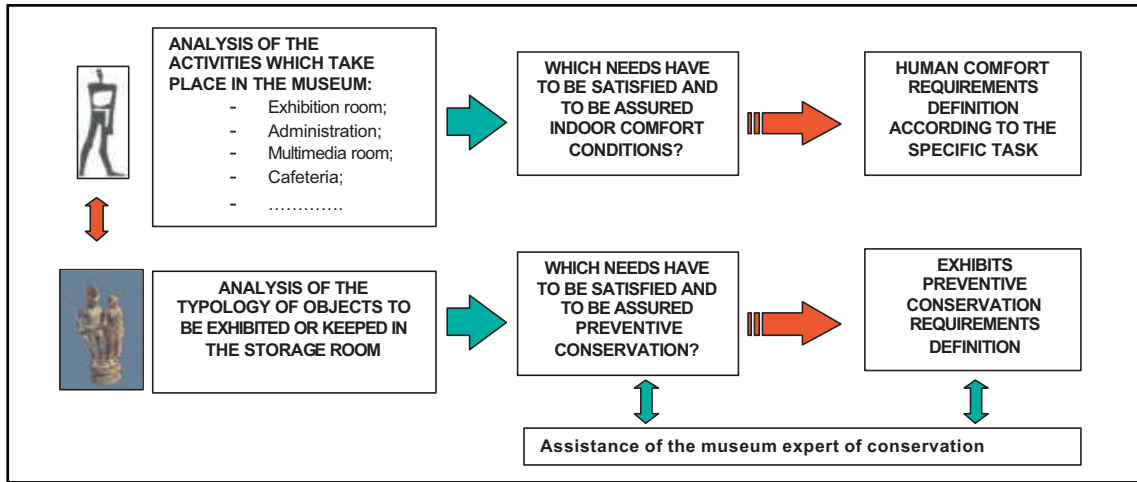 ANALYSIS OF THE
ACTIVITIES WHICH TAKE
PLACE IN THE MUSEUM:
- Exhibition room;
- Administration;
- Multimedia room;
- Cafeteria;
- ………….
WHICH NEEDS HAVE
TO BE SATISFIED AND
TO BE ASSURED
INDOOR COMFORT
CONDITIONS?
HUMAN COMFORT
REQUIREMENTS
DEFINITION
ACCORDING TO THE
SPECIFIC TASK
ANALYSIS OF THE
TYPOLOGY OF OBJECTS TO
BE EXHIBITED OR KEEPED IN
THE STORAGE ROOM
WHICH NEEDS HAVE
TO BE SATISFIED AND
TO BE ASSURED
PREVENTIVE
CONSERVATION?
EXHIBITS
PREVENTIVE
CONSERVATION
REQUIREMENTS
DEFINITION
Assistance of the museum expert of conservation